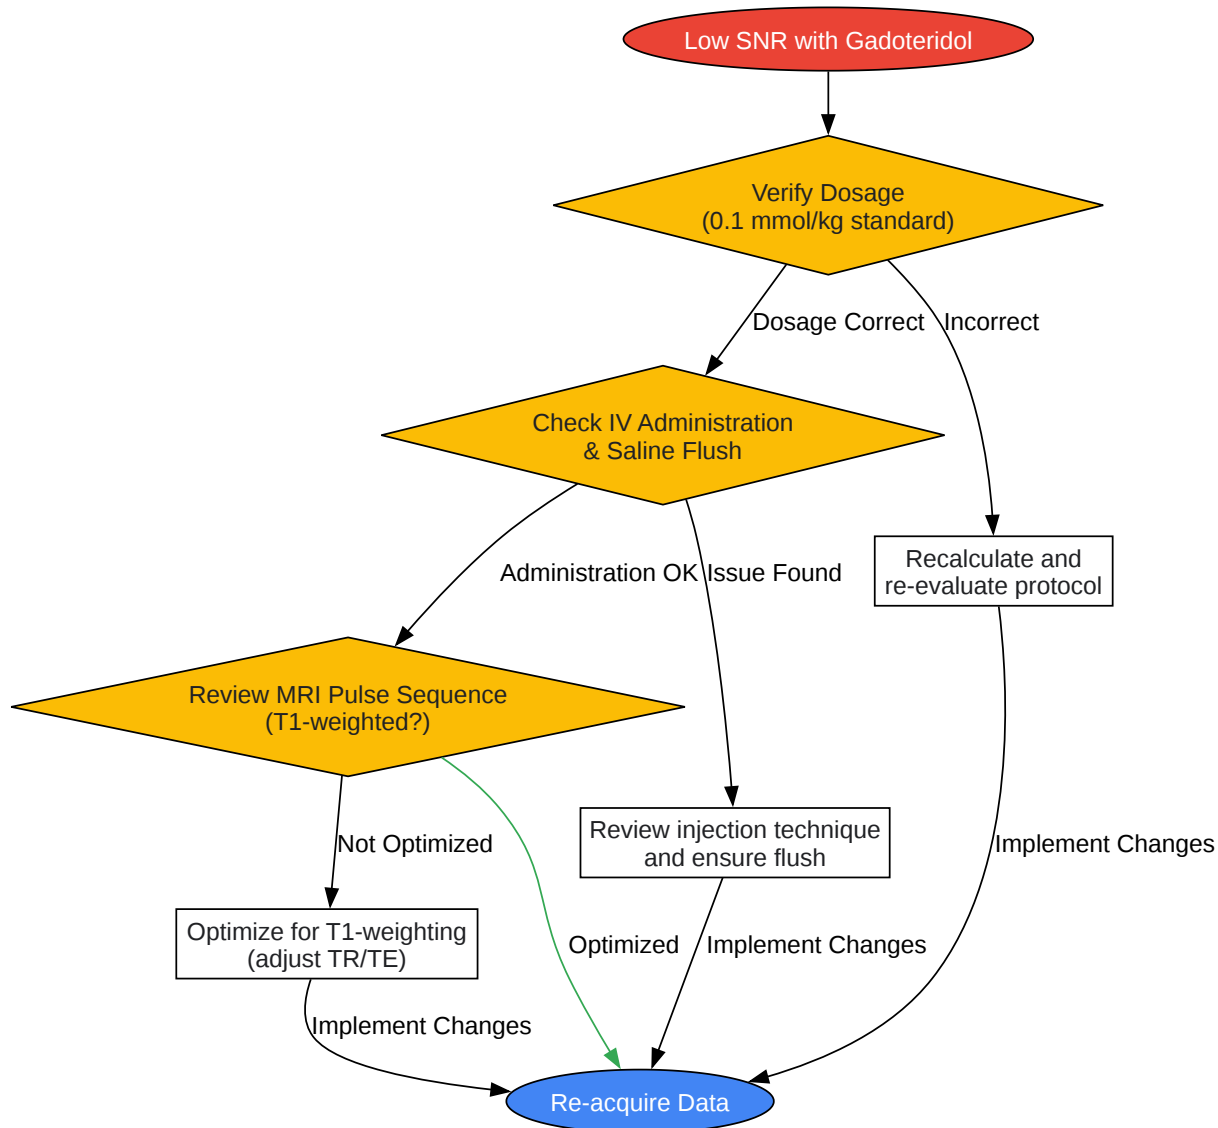 Low SNR with Gadoteridol
Verify Dosage
(0.1 mmol/kg standard)
Dosage Correct
Incorrect
Check IV Administration
& Saline Flush
Administration OK
Issue Found
Recalculate and
re-evaluate protocol
Review MRI Pulse Sequence
(T1-weighted?)
Not Optimized
Review injection technique
and ensure flush
Implement Changes
Optimize for T1-weighting
(adjust TR/TE)
Optimized
Implement Changes
Implement Changes
Re-acquire Data